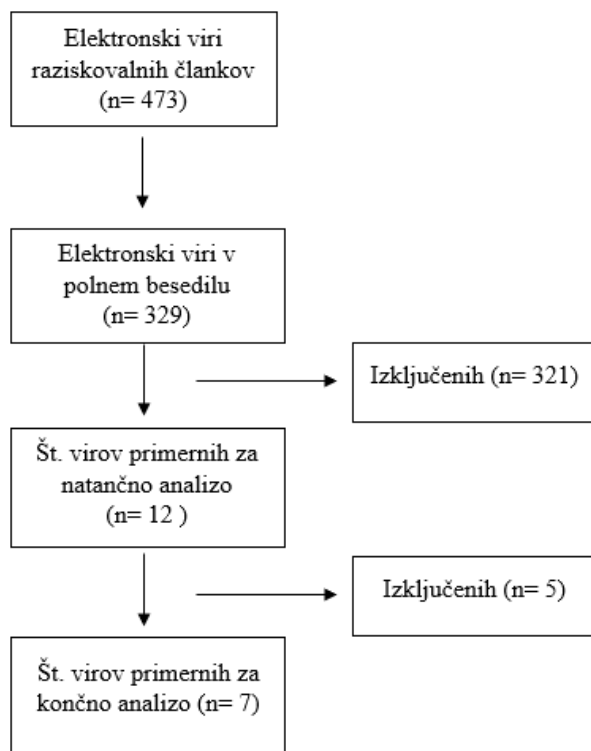 Elektronski viri
raziskovalnih člankov
(n= 473)
Elektronski viri v
polnem besedilu
(n= 329)
Izključenih (n= 321)
Št. virov primernih za
natančno analizo
(n= 12 )
Izključenih (n= 5)
Št. virov primernih za
končno analizo (n= 7)